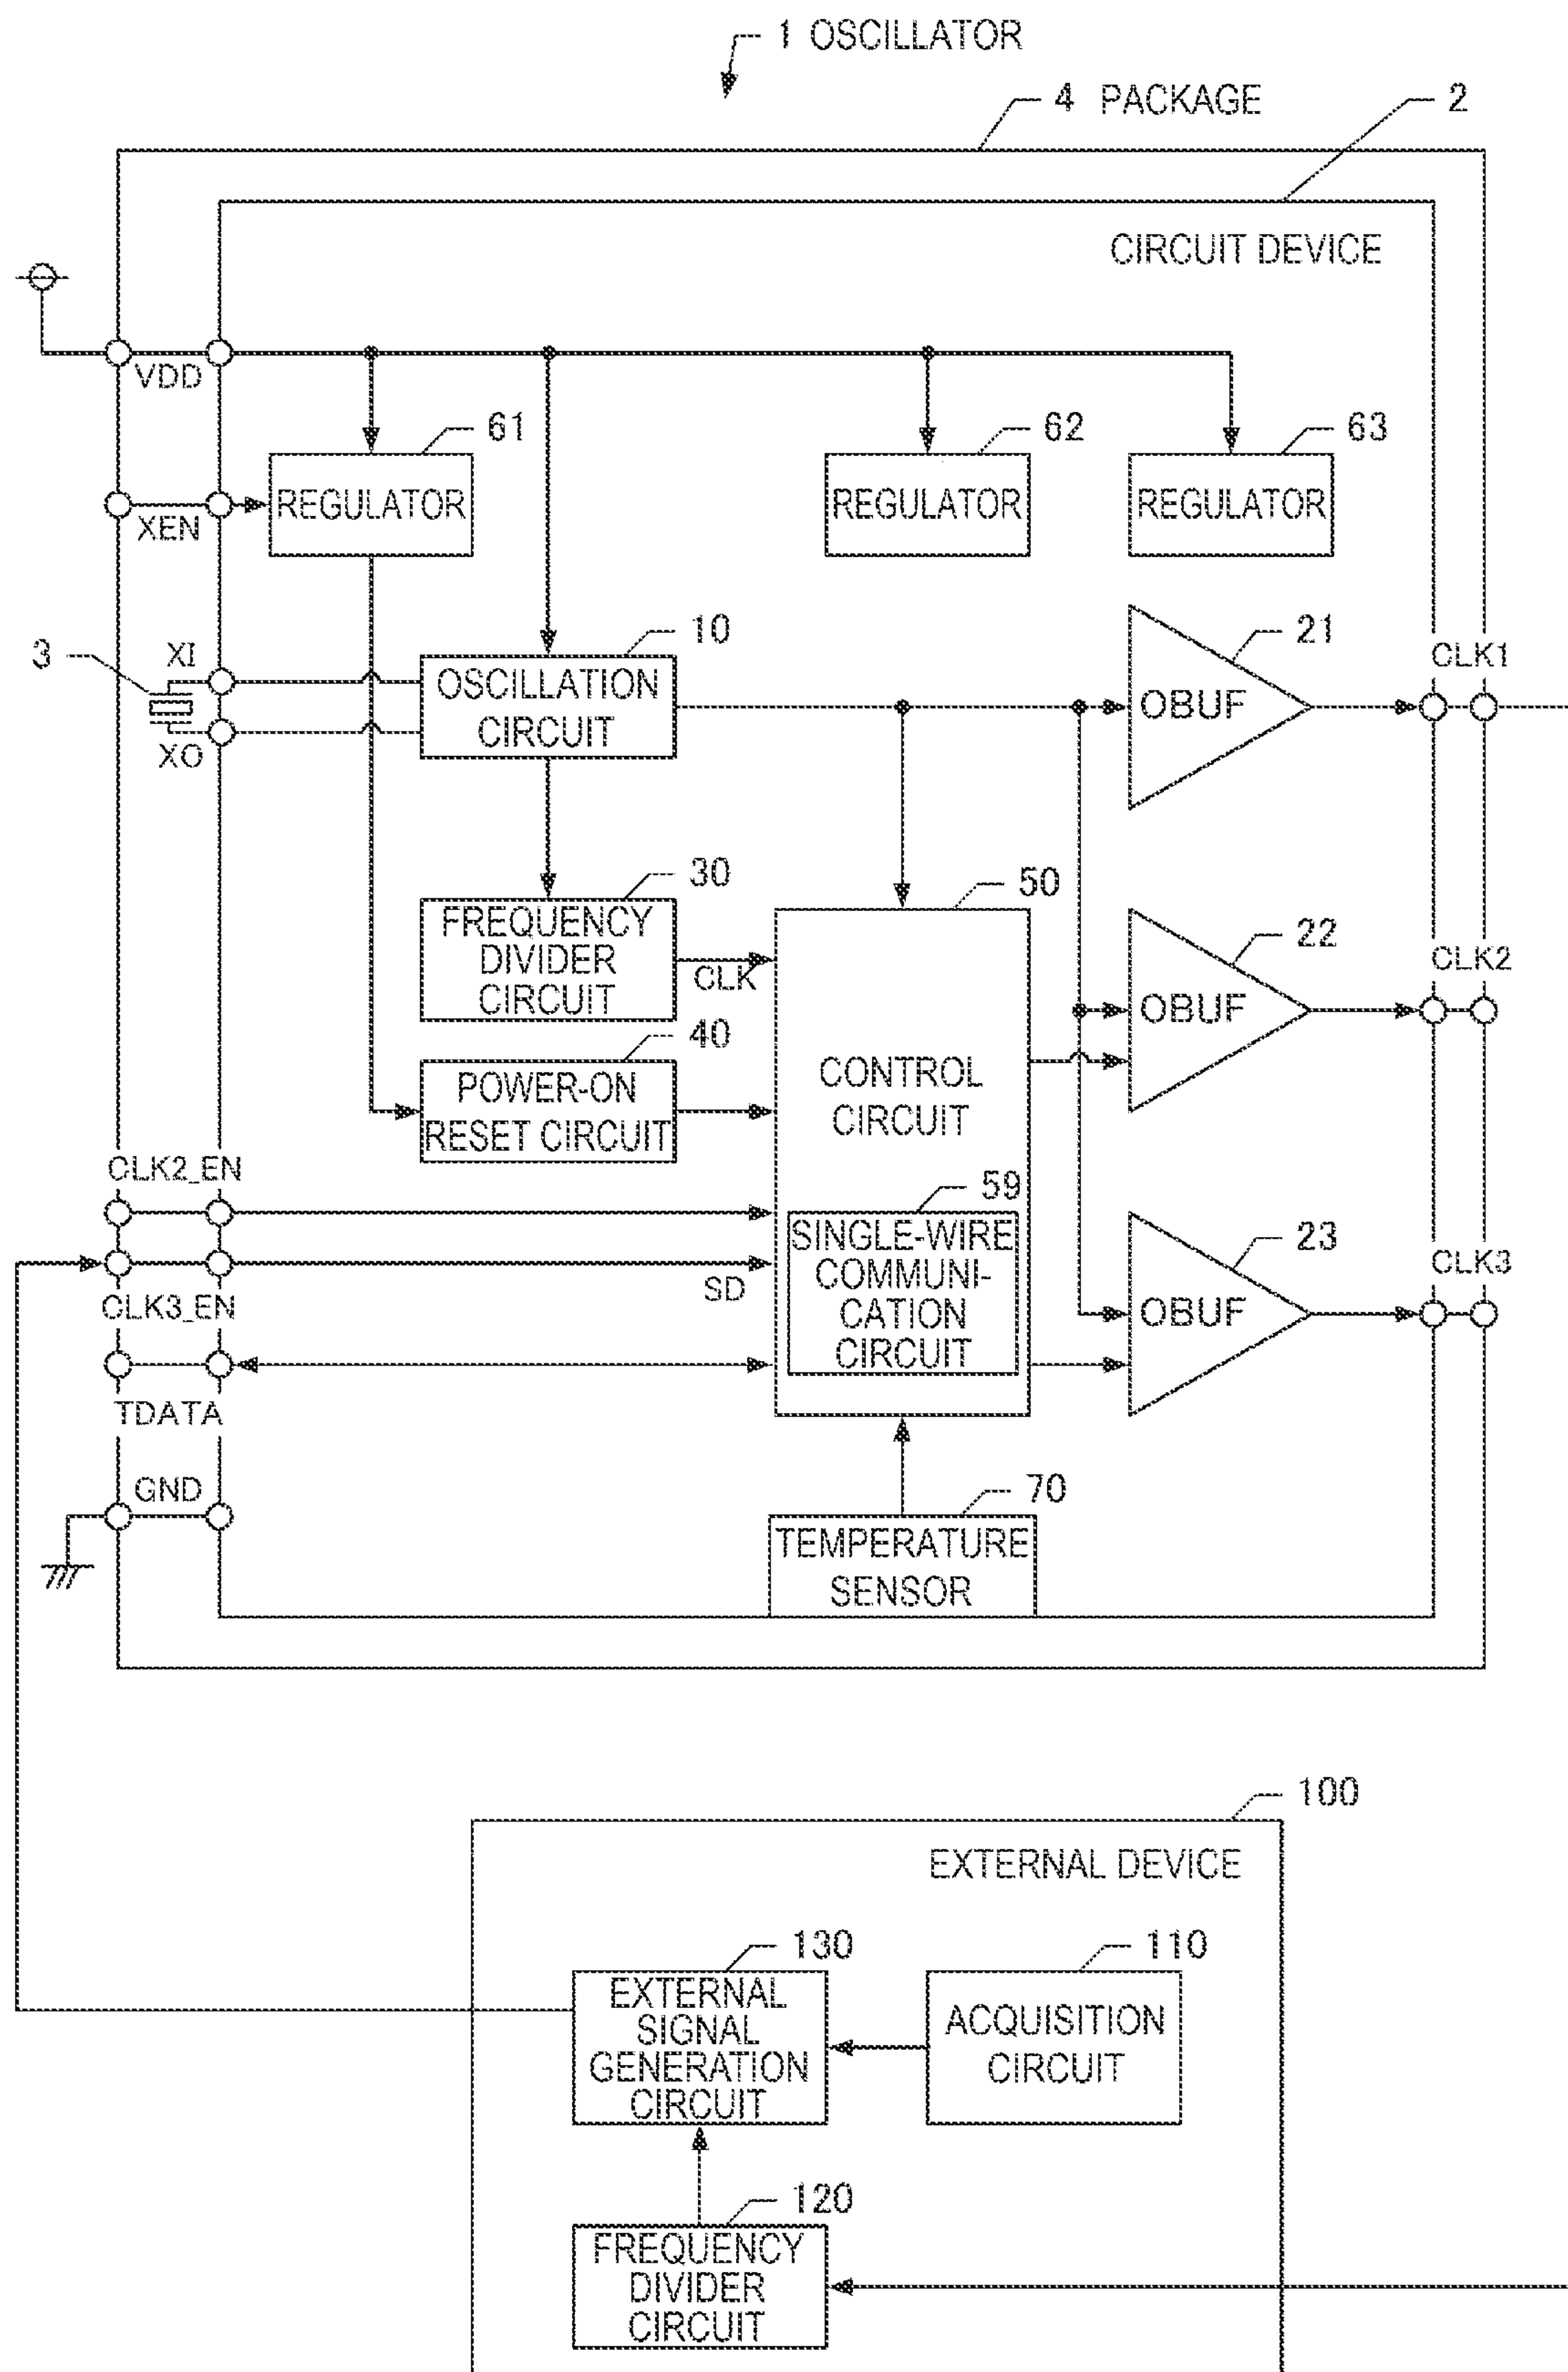 1 OSCILLATOR
4 PACKAGE
2
CIRCUIT DEVICE
VDD
61
62
63
REGULATOR
REGULATOR
REGULATOR
XEN
3
XI
XO
10
OSCILLATION
CIRCUIT
21
OBUF
CLK1
30
FREQUENCY
DIVIDER
CIRCUIT
CLK
50
22
OBUF
CLK2
40
POWER-ON
RESET CIRCUIT
CONTROL
CIRCUIT
CLK2_EN
59
SINGLE-WIRE
COMMUNI-
CATION
CIRCUIT
23
OBUF
CLK3
SD
CLK3_EN
TDATA
GND
70
TEMPERATURE
SENSOR
100
EXTERNAL DEVICE
130
EXTERNAL
SIGNAL
GENERATION
CIRCUIT
110
ACQUISITION
CIRCUIT
120
FREQUENCY
DIVIDER
CIRCUIT